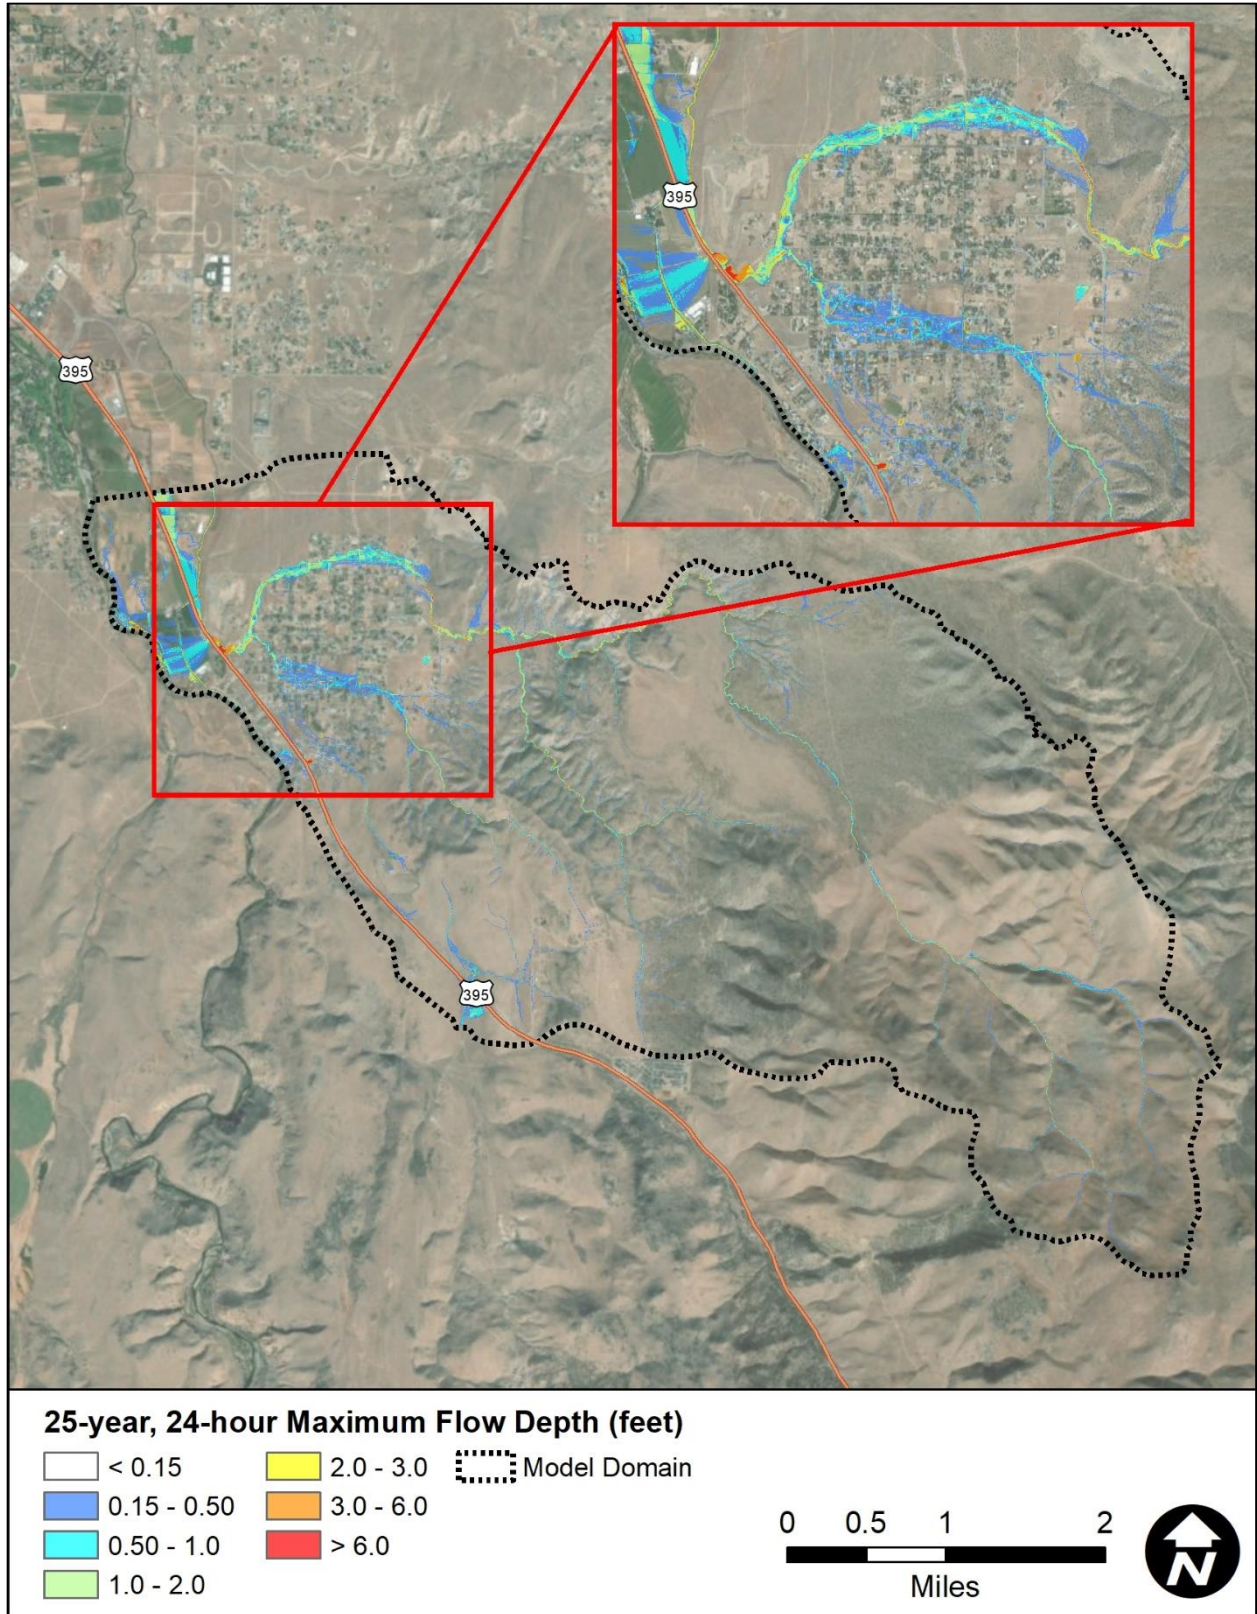 395
395
395
25-year, 24-hour Maximum Flow Depth (feet)
< 0.15
0.15 - 0.50
0.50 - 1.0
1.0 - 2.0
2.0 - 3.0
3.0 - 6.0
> 6.0
Model Domain
0 0.5 1 2
Miles
N